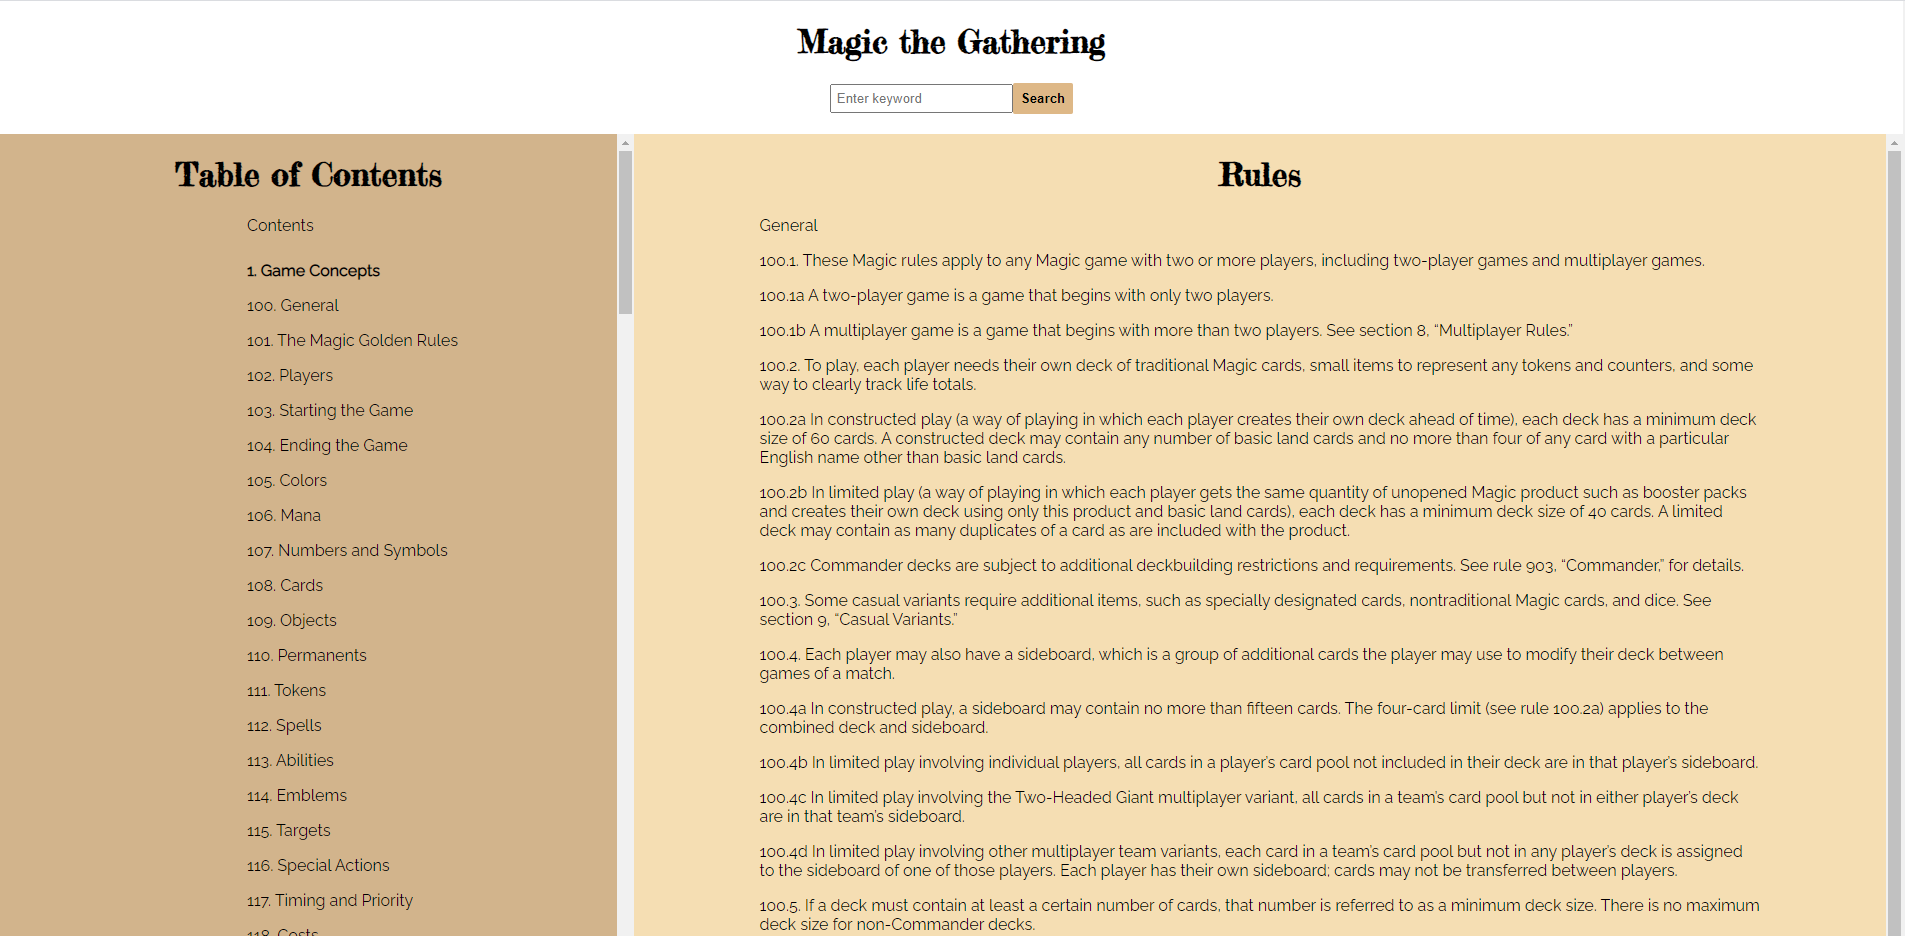 Magic the Gathering
Enter keyword
Search
Table of Contents
Contents
1. Game Concepts
100. General
101. The Magic Golden Rules
102. Players
103. Starting the Game
104. Ending the Game
105. Colors
106. Mana
107. Numbers and Symbols
108. Cards
109. Objects
110. Permanents
111. Tokens
112. Spells
113. Abilities
114. Emblems
115. Targets
116. Special Actions
117. Timing and Priority
118. Costs
Rules
General
100.1. These Magic rules apply to any Magic game with two or more players, including two-player games and multiplayer games.
100.1a A two-player game is a game that begins with only two players.
100.1b A multiplayer game is a game that begins with more than two players. See section 8, “Multiplayer Rules.”
100.2. To play, each player needs their own deck of traditional Magic cards, small items to represent any tokens and counters, and some
way to clearly track life totals.
100.2a In constructed play (a way of playing in which each player creates their own deck ahead of time), each deck has a minimum deck
size of 60 cards. A constructed deck may contain any number of basic land cards and no more than four of any card with a particular
English name other than basic land cards.
100.2b In limited play (a way of playing in which each player gets the same quantity of unopened Magic product such as booster packs
and creates their own deck using only this product and basic land cards), each deck has a minimum deck size of 40 cards. A limited
deck may contain as many duplicates of a card as are included with the product.
100.2c Commander decks are subject to additional deckbuilding restrictions and requirements. See rule 903, “Commander,” for details.
100.3. Some casual variants require additional items, such as specially designated cards, nontraditional Magic cards, and dice. See
section 9, “Casual Variants.”
100.4. Each player may also have a sideboard, which is a group of additional cards the player may use to modify their deck between
games of a match.
100.4a In constructed play, a sideboard may contain no more than fifteen cards. The four-card limit (see rule 100.2a) applies to the
combined deck and sideboard.
100.4b In limited play involving individual players, all cards in a player’s card pool not included in their deck are in that player’s sideboard.
100.4c In limited play involving the Two-Headed Giant multiplayer variant, all cards in a team’s card pool but not in either player’s deck
are in that team’s sideboard.
100.4d In limited play involving other multiplayer team variants, each card in a team’s card pool but not in any player’s deck is assigned
to the sideboard of one of those players. Each player has their own sideboard; cards may not be transferred between players.
100.5. If a deck must contain at least a certain number of cards, that number is referred to as a minimum deck size. There is no maximum
deck size for non-Commander decks.